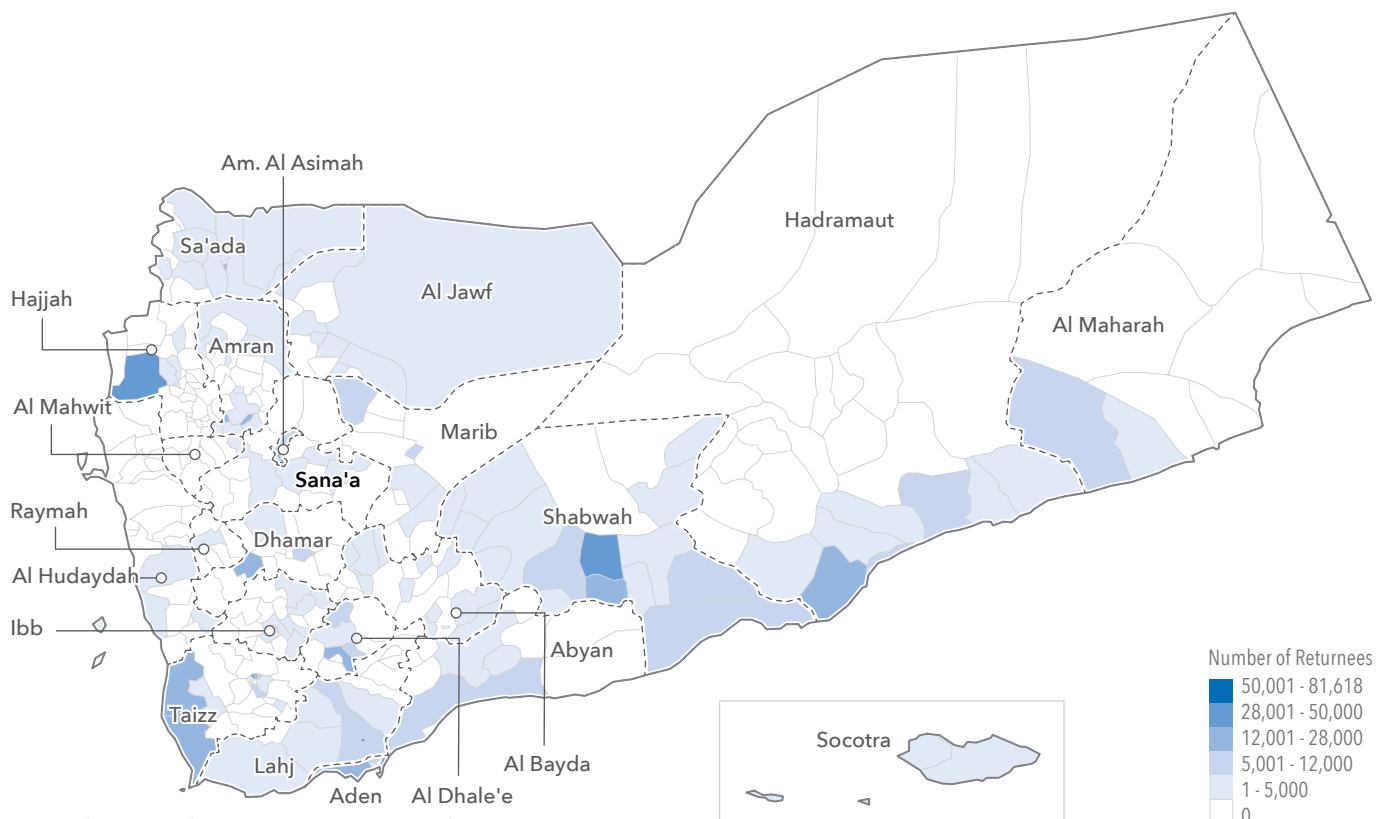 Am. Al Asimah
Hadramaut
Sa'ada
Al Jawf
Hajjah
Al Maharah
Amran
Al Mahwit
Marib
Sana'a
Raymah
Shabwah
Dhamar
Al Hudaydah
Ibb
Abyan
Number of Returnees
50,001 - 81,618
28,001 - 50,000
12,001 - 28,000
5,001 - 12,000
1 - 5,000
0
Taizz
Socotra
Lahj
Al Bayda
Aden
Al Dhale'e